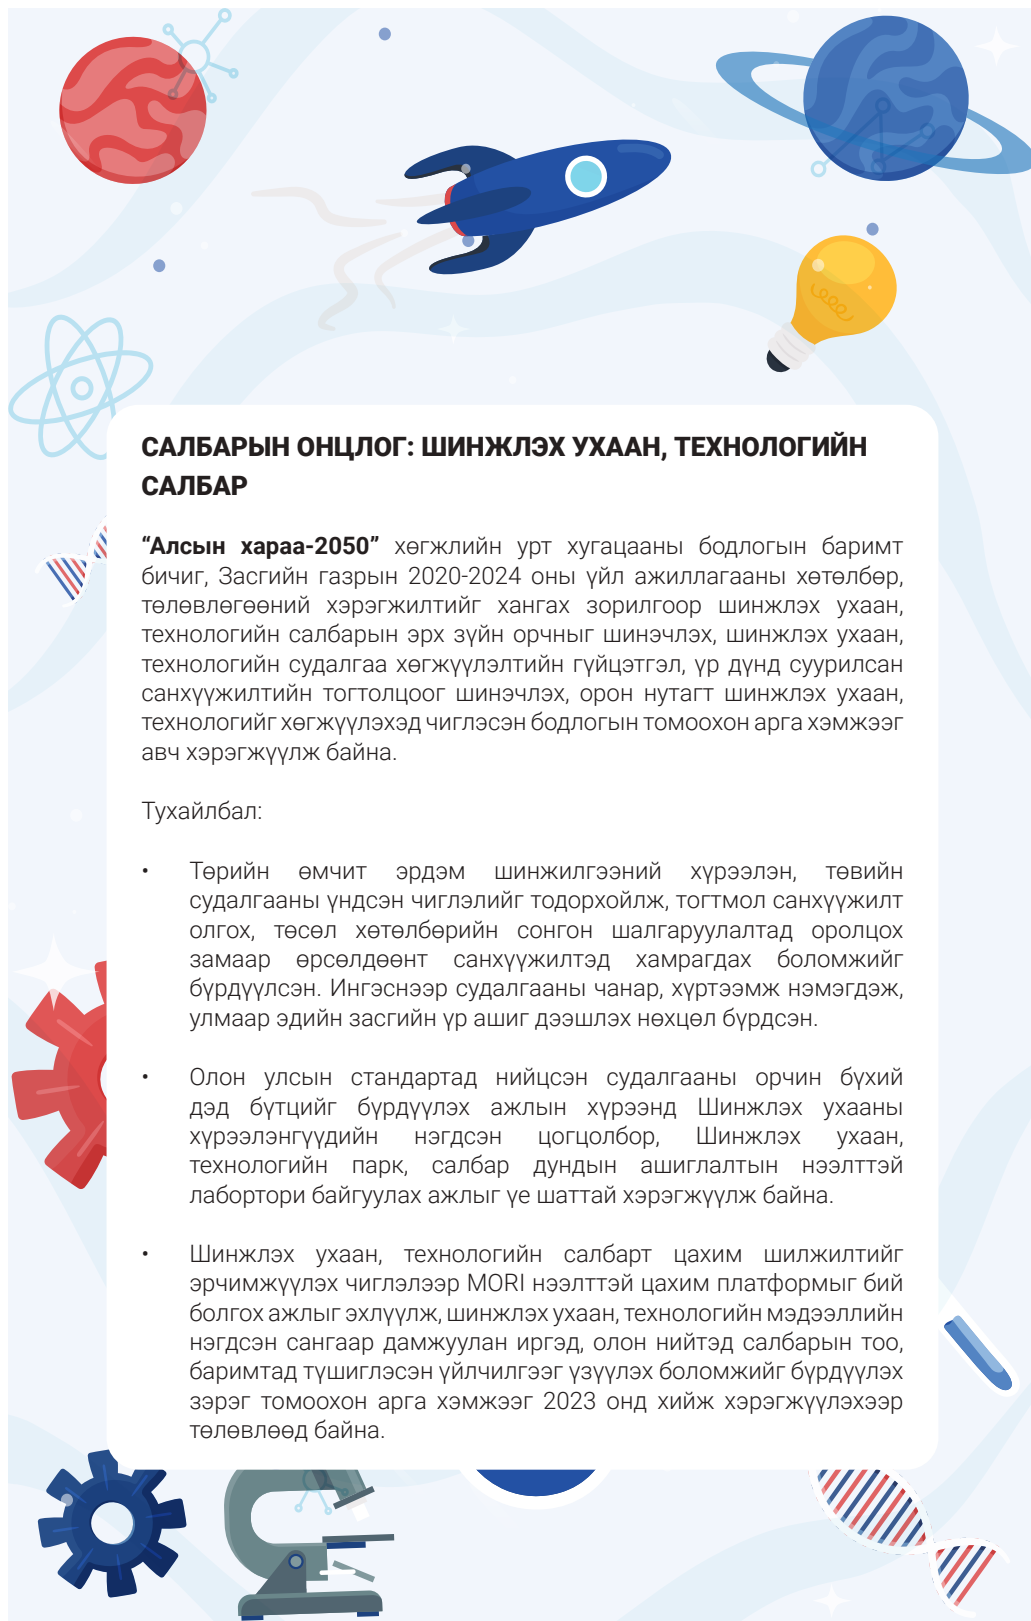 САЛБАРЫН ОНЦЛОГ: ШИНЖЛЭХ УХААН, ТЕХНОЛОГИЙН
САЛБАР
“Алсын хараа-2050” хөгжлийн урт хугацааны бодлогын баримт
бичиг, Засгийн газрын 2020-2024 оны үйл ажиллагааны хөтөлбөр,
төлөвлөгөөний хэрэгжилтийг хангах зорилгоор шинжлэх ухаан,
технологийн салбарын эрх зүйн орчныг шинэчлэх, шинжлэх ухаан,
технологийн судалгаа хөгжүүлэлтийн гүйцэтгэл, үр дүнд суурилсан
санхүүжилтийн тогтолцоог шинэчлэх, орон нутагт шинжлэх ухаан,
технологийг хөгжүүлэхэд чиглэсэн бодлогын томоохон арга хэмжээг
авч хэрэгжүүлж байна.
Тухайлбал:
• Төрийн өмчит эрдэм шинжилгээний хүрээлэн, төвийн
судалгааны үндсэн чиглэлийг тодорхойлж, тогтмол санхүүжилт
олгох, төсөл хөтөлбөрийн сонгон шалгаруулалтад оролцох
замаар өрсөлдөөнт санхүүжилтэд хамрагдах боломжийг
бүрдүүлсэн. Ингэснээр судалгааны чанар, хүртээмж нэмэгдэж,
улмаар эдийн засгийн үр ашиг дээшлэх нөхцөл бүрдсэн.
• Олон улсын стандартад нийцсэн судалгааны орчин бүхий
дэд бүтцийг бүрдүүлэх ажлын хүрээнд Шинжлэх ухааны
хүрээлэнгүүдийн нэгдсэн цогцолбор, Шинжлэх ухаан,
технологийн парк, салбар дундын ашиглалтын нээлттэй
лабортори байгуулах ажлыг үе шаттай хэрэгжүүлж байна.
• Шинжлэх ухаан, технологийн салбарт цахим шилжилтийг
эрчимжүүлэх чиглэлээр MORI нээлттэй цахим платформыг бий
болгох ажлыг эхлүүлж, шинжлэх ухаан, технологийн мэдээллийн
нэгдсэн сангаар дамжуулан иргэд, олон нийтэд салбарын тоо,
баримтад түшиглэсэн үйлчилгээг үзүүлэх боломжийг бүрдүүлэх
зэрэг томоохон арга хэмжээг 2023 онд хийж хэрэгжүүлэхээр
төлөвлөөд байна.